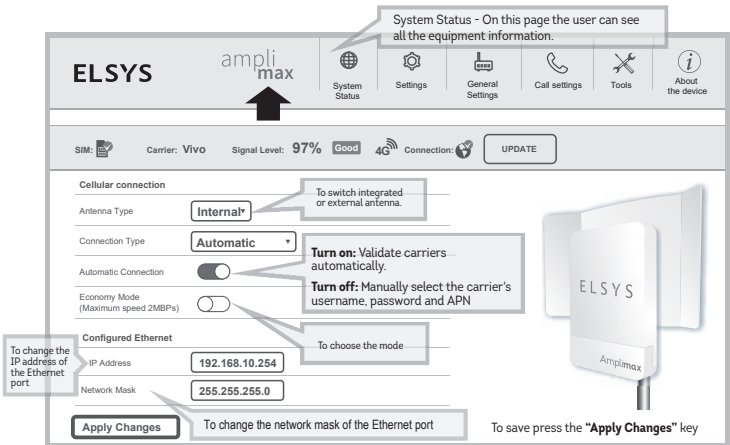 System Status - On this page the user can see
all the equipment information.
ELSYS
ampli
max
System
Status
Settings
General
Settings
Call settings
Tools
i
About
the device
SIM:
Carrier: Vivo
Signal Level: 97% Good
4G
Connection:
UPDATE
Cellular connection
Antenna Type
Internal
To switch integrated
or external antenna.
Connection Type
Automatic
Automatic Connection
Turn on: Validate carriers
automatically.
Turn off: Manually select the carrier's
username, password and APN
Economy Mode
(Maximum speed 2MBPs)
To choose the mode
Configured Ethernet
To change the
IP address of
the Ethernet
port
IP Address
192.168.10.254
Network Mask
255.255.255.0
Apply Changes
To change the network mask of the Ethernet port
ELSYS
Amplimax
To save press the “Apply Changes” key